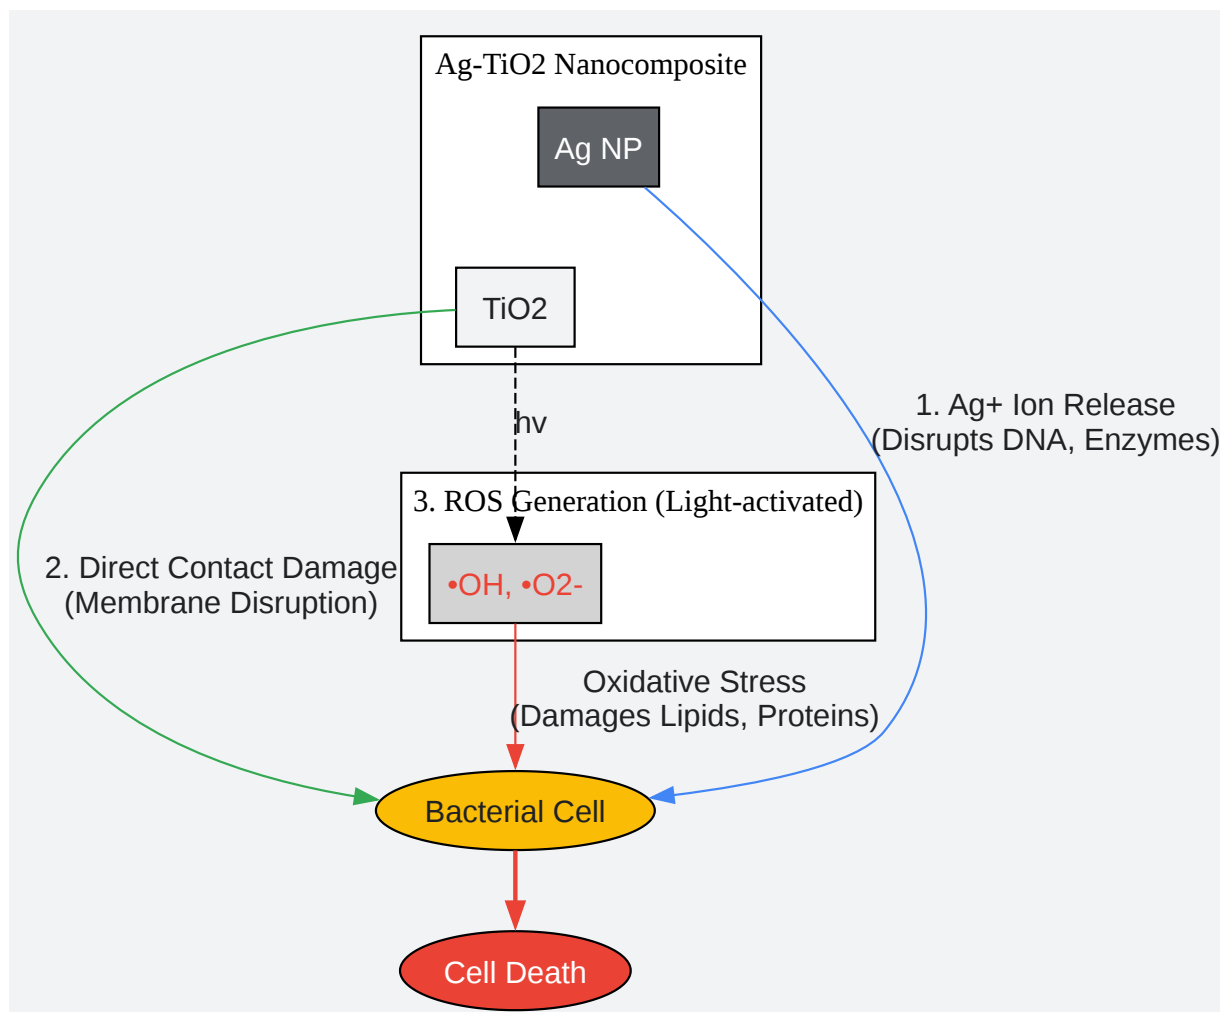 Ag-TiO2 Nanocomposite
Ag NP
TiO2
hv
1. Ag+ Ion Release
(Disrupts DNA, Enzymes)
3. ROS Generation (Light-activated)
•OH, •O2-
2. Direct Contact Damage
(Membrane Disruption)
Oxidative Stress
(Damages Lipids, Proteins)
Bacterial Cell
Cell Death